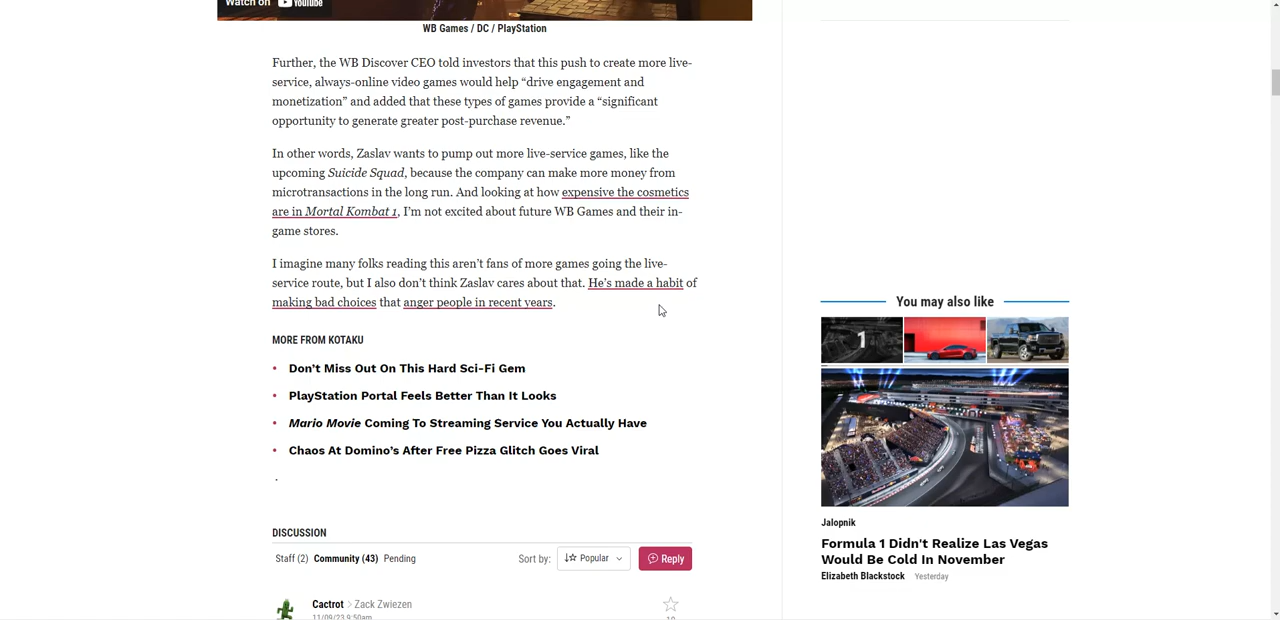 Watch on YouTube
WB Games / DC / PlayStation
Further, the WB Discover CEO told investors that this push to create more live-
service, always-online video games would help “drive engagement and
monetization” and added that these types of games provide a “significant
opportunity to generate greater post-purchase revenue.”
In other words, Zaslav wants to pump out more live-service games, like the
upcoming Suicide Squad, because the company can make more money from
microtransactions in the long run. And looking at how expensive the cosmetics
are in Mortal Kombat 1, I’m not excited about future WB Games and their in-
game stores.
I imagine many folks reading this aren’t fans of more games going the live-
service route, but I also don’t think Zaslav cares about that. He’s made a habit of
making bad choices that anger people in recent years.
MORE FROM KOTAKU
• Don’t Miss Out On This Hard Sci-Fi Gem
• PlayStation Portal Feels Better Than It Looks
• Mario Movie Coming To Streaming Service You Actually Have
• Chaos At Domino’s After Free Pizza Glitch Goes Viral
.
DISCUSSION
Staff (2) Community (43) Pending
Sort by: Popular
Reply
Cactrot > Zack Zwiezen
11/09/23 9:50am
You may also like
1
Jalopnik
Formula 1 Didn't Realize Las Vegas
Would Be Cold In November
Elizabeth Blackstock Yesterday